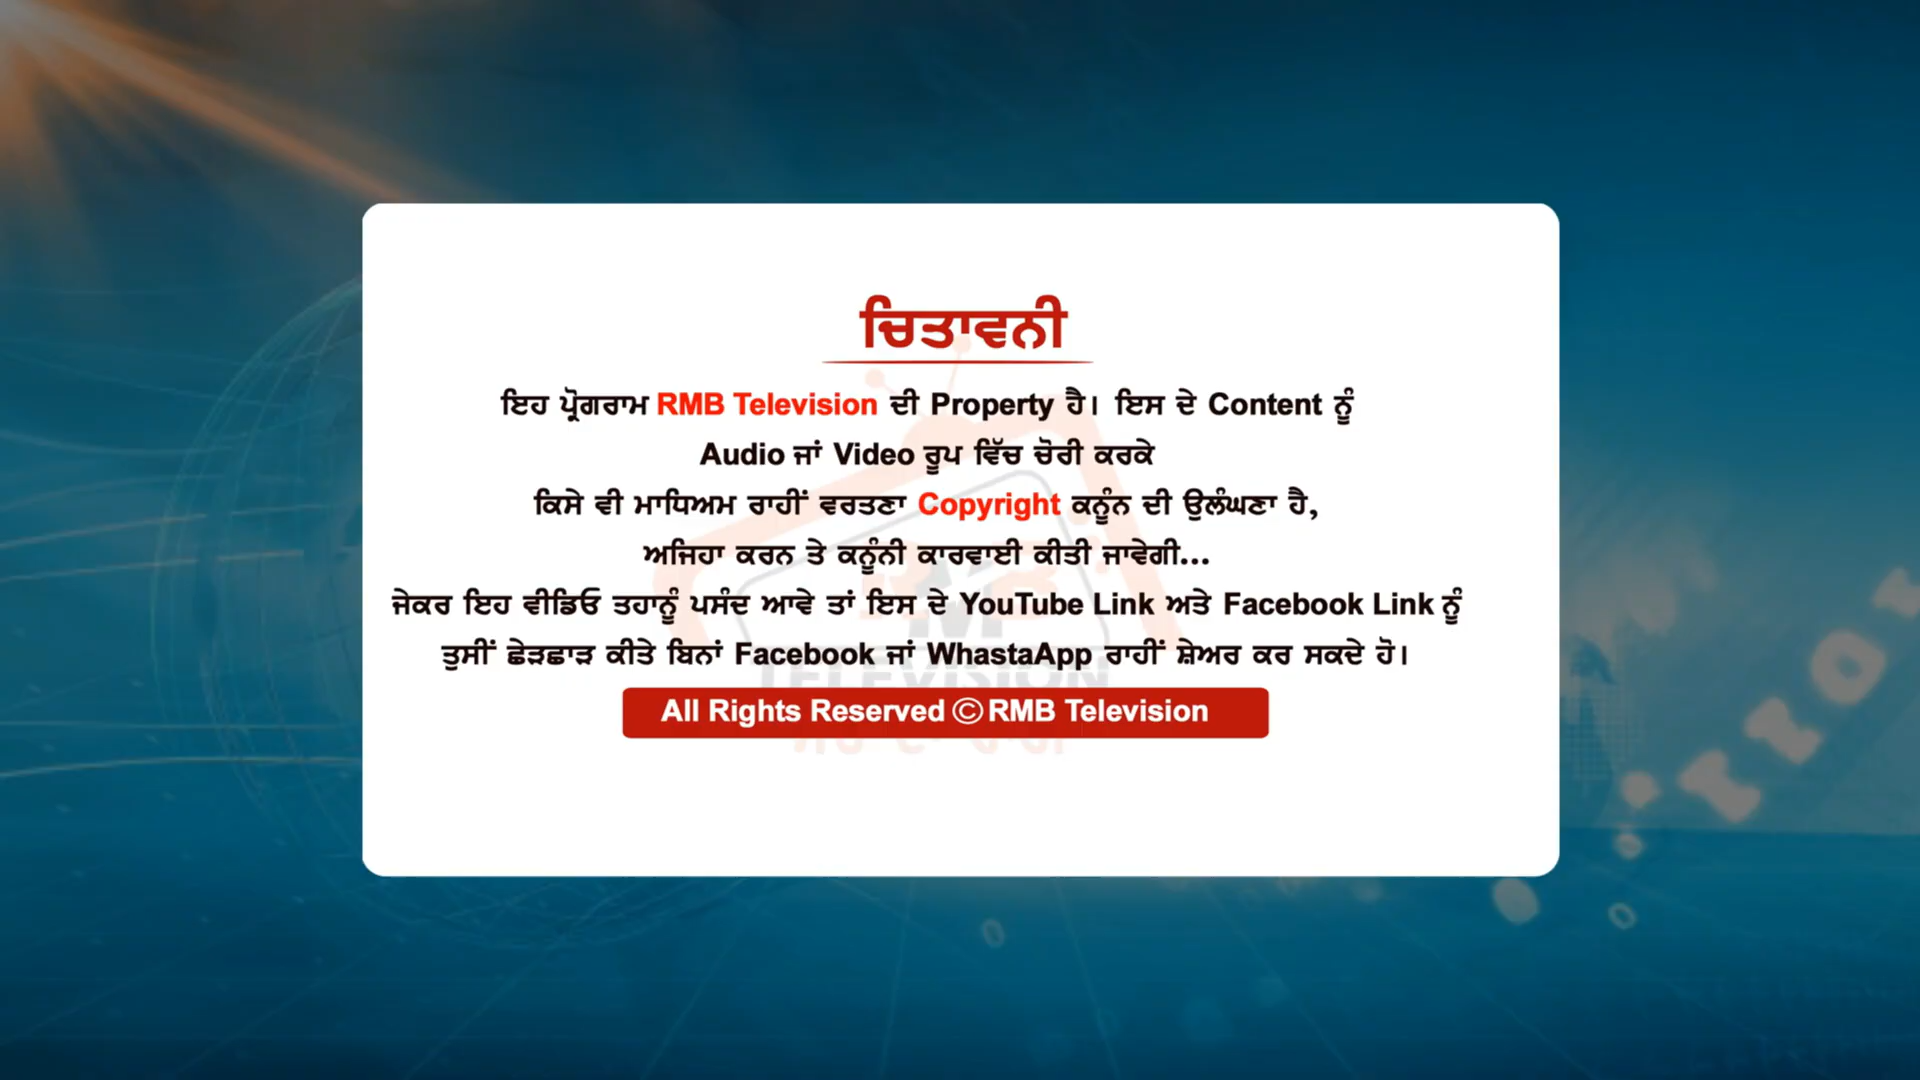 ਚਿਤਾਵਨੀ
ਇਹ ਪ੍ਰੋਗਰਾਮ RMB Television ਦੀ Property ਹੈ। ਇਸ ਦੇ Content ਨੂੰ
Audio ਜਾਂ Video ਰੂਪ ਵਿੱਚ ਚੋਰੀ ਕਰਕੇ
ਕਿਸੇ ਵੀ ਮਾਧਿਅਮ ਰਾਹੀਂ ਵਰਤਣਾ Copyright ਕਨੂੰਨ ਦੀ ਉਲੰਘਣਾ ਹੈ,
ਅਜਿਹਾ ਕਰਨ ਤੇ ਕਨੂੰਨੀ ਕਾਰਵਾਈ ਕੀਤੀ ਜਾਵੇਗੀ...
ਜੇਕਰ ਇਹ ਵੀਡਿਓ ਤਹਾਨੂੰ ਪਸੰਦ ਆਵੇ ਤਾਂ ਇਸ ਦੇ YouTube Link ਅਤੇ Facebook Link ਨੂੰ
ਤੁਸੀਂ ਛੇੜਛਾੜ ਕੀਤੇ ਬਿਨਾਂ Facebook ਜਾਂ WhastaApp ਰਾਹੀਂ ਸ਼ੇਅਰ ਕਰ ਸਕਦੇ ਹੋ।
TELEVISION
All Rights Reserved © RMB Television